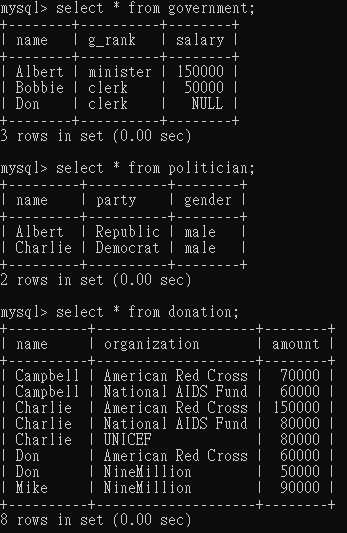 mysql> select * from government;
+--------+----------+--------+
| name   | g_rank   | salary |
+--------+----------+--------+
| Albert | minister | 150000 |
| Bobbie | clerk    |  50000 |
| Don    | clerk    |   NULL |
+--------+----------+--------+
3 rows in set (0.00 sec)

mysql> select * from politician;
+---------+----------+--------+
| name    | party    | gender |
+---------+----------+--------+
| Albert  | Republic | male   |
| Charlie | Democrat | male   |
+---------+----------+--------+
2 rows in set (0.00 sec)

mysql> select * from donation;
+----------+--------------------+--------+
| name     | organization       | amount |
+----------+--------------------+--------+
| Campbell | American Red Cross |  70000 |
| Campbell | National AIDS Fund |  60000 |
| Charlie  | American Red Cross | 150000 |
| Charlie  | National AIDS Fund |  80000 |
| Charlie  | UNICEF             |  80000 |
| Don      | American Red Cross |  60000 |
| Don      | NineMillion        |  50000 |
| Mike     | NineMillion        |  90000 |
+----------+--------------------+--------+
8 rows in set (0.00 sec)